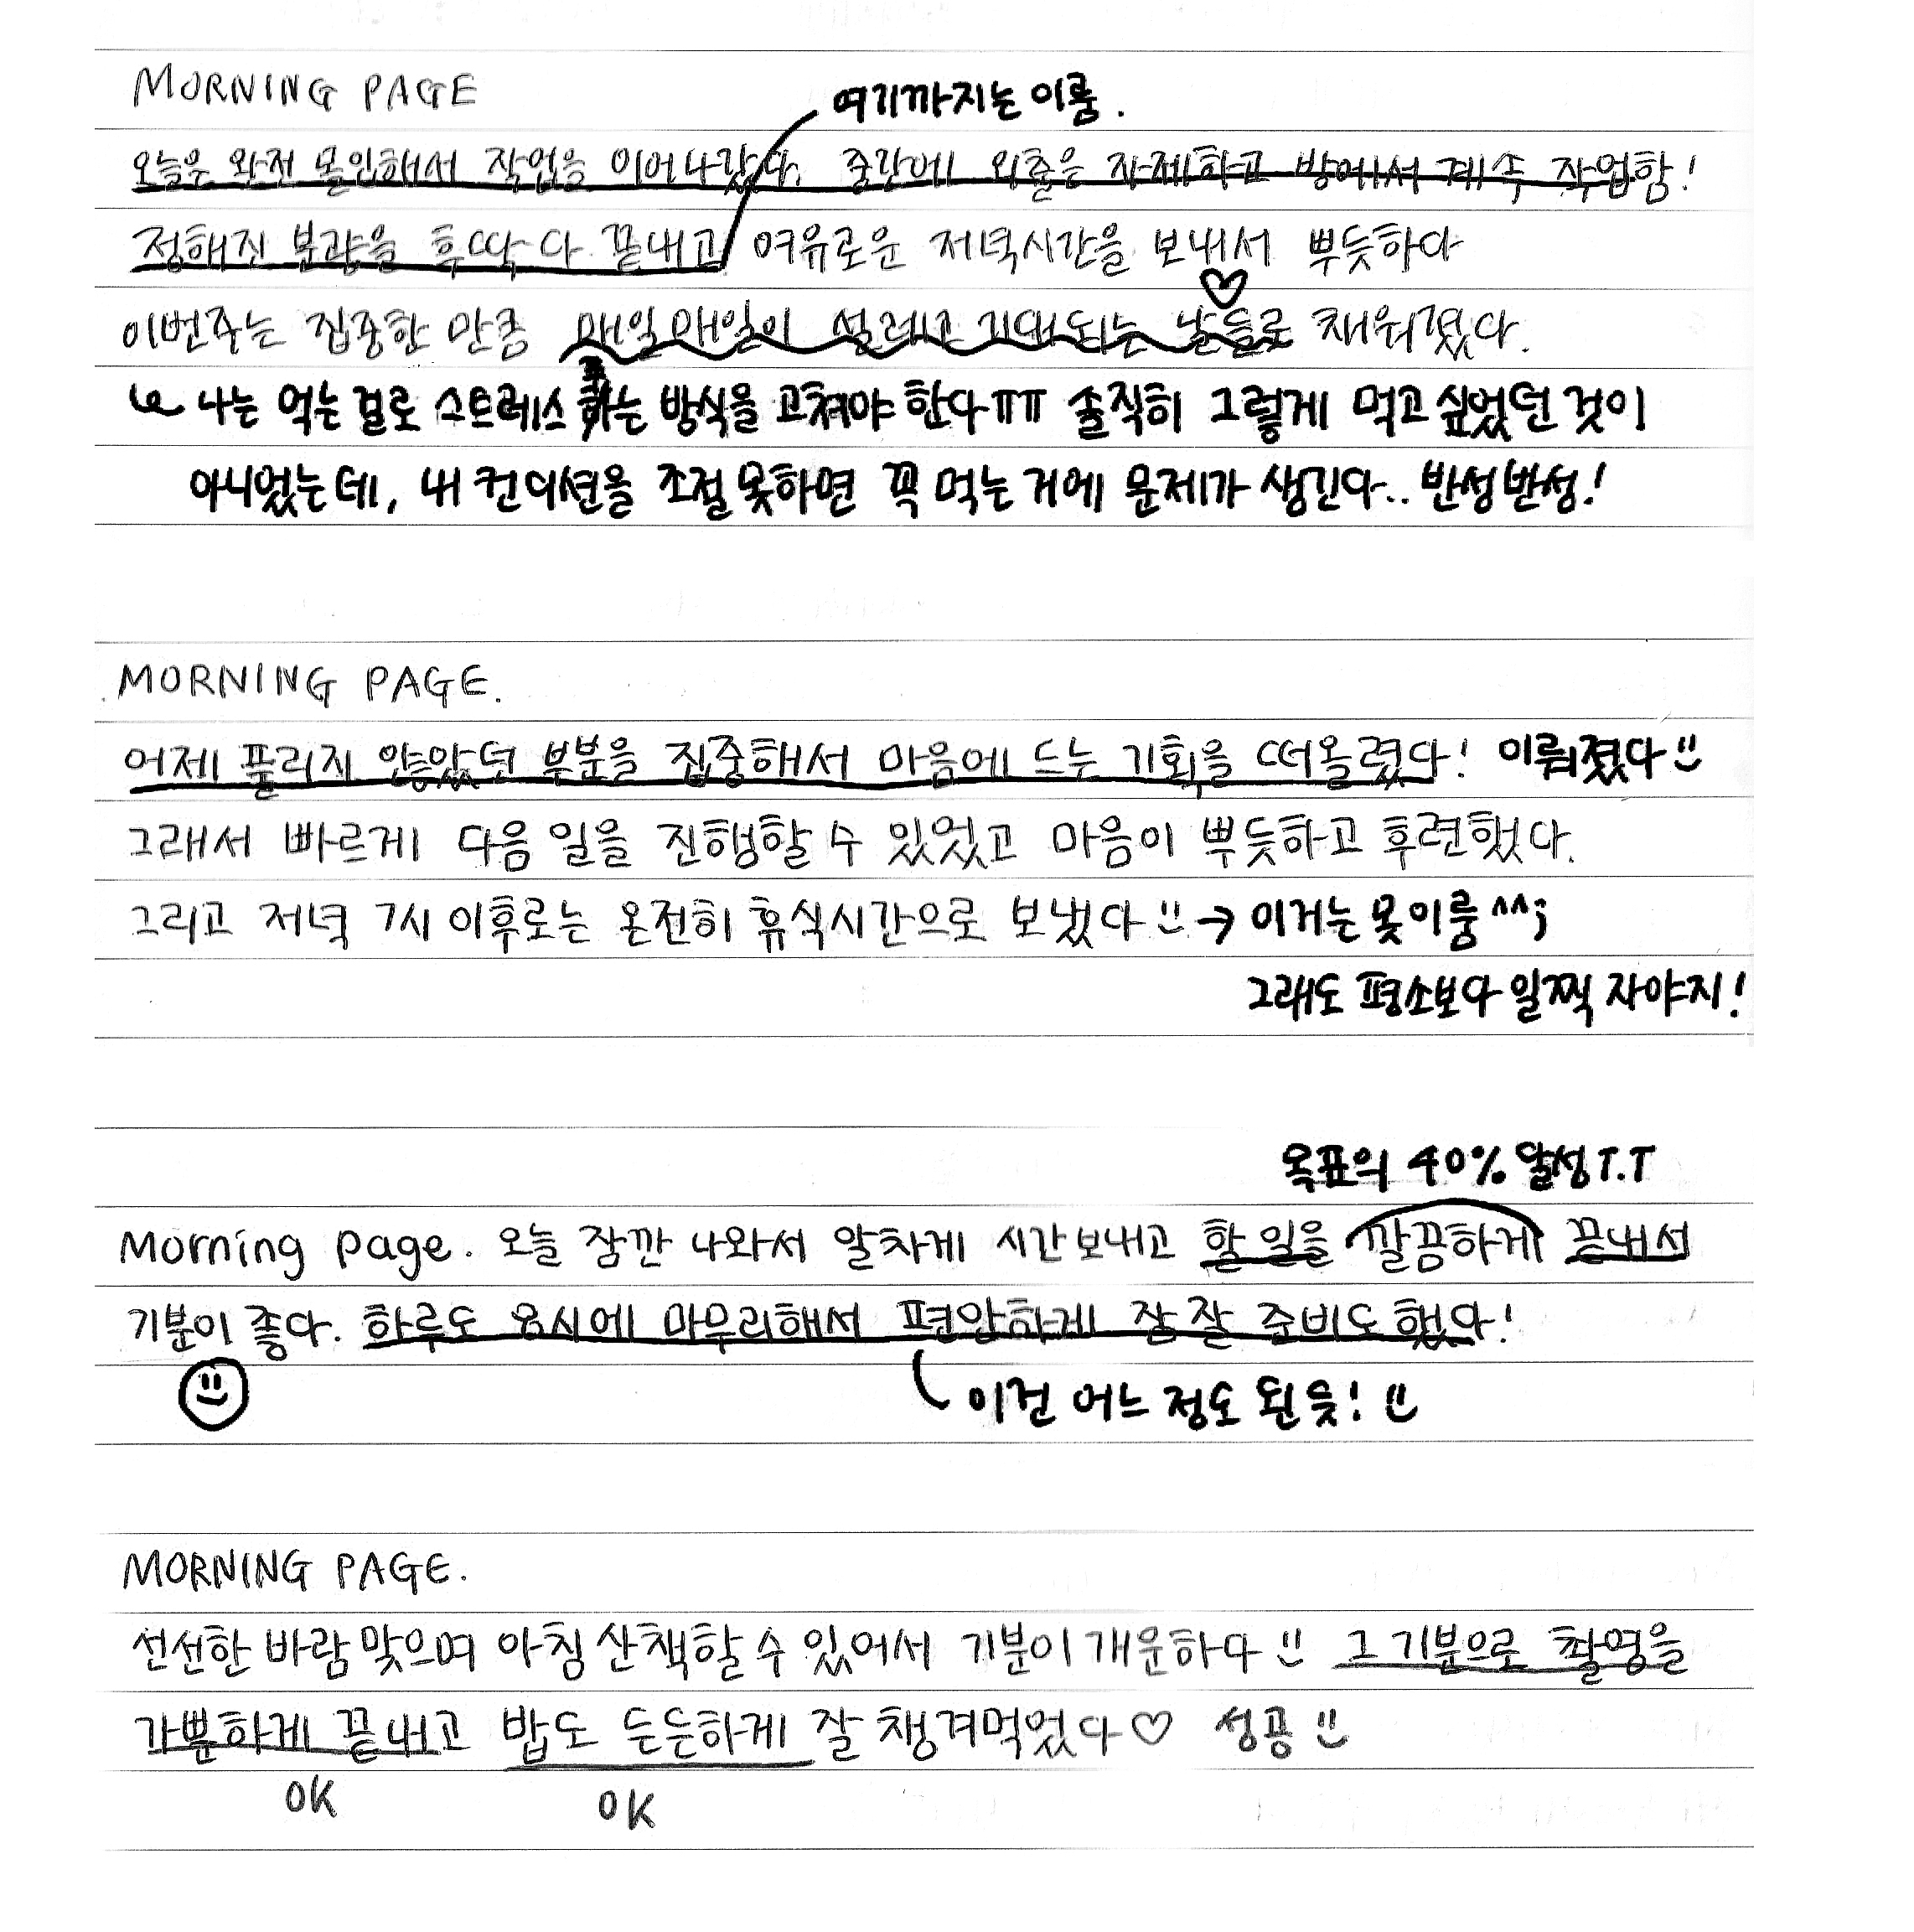 MORNING PAGE
여기까지는 이룸.
오늘은 완전 몰입해서 작업을 이어나갔다. 중간에 외출을 자제하고 방에서 계속 작업함!
정해진 분량을 후딱 다 끝내고 여유로운 저녁시간을 보내서 뿌듯하다
이번주는 집중한 만큼 매일매일이 설레고 기대되는 날들로 채워졌다.
나는 먹는 걸로 스트레스 푸는 방식을 고쳐야 한다ㅠㅠ 솔직히 그렇게 먹고싶었던 것이
아니었는데, 내 컨디션을 조절 못하면 꼭 먹는 거에 문제가 생긴다.. 반성반성!
MORNING PAGE.
어제 풀리지 않았던 부분을 집중해서 마음에 드는 기획을 떠올렸다! 이뤄졌다
그래서 빠르게 다음 일을 진행할 수 있었고 마음이 뿌듯하고 후련했다.
그리고 저녁 7시 이후로는 온전히 휴식시간으로 보냈다 → 이거는 못이룸^^;
그래도 평소보다 일찍 자야지!
목표의 40% 달성T.T
Morning page. 오늘 잠깐 나와서 알차게 시간보내고 할 일을 깔끔하게 끝내서
기분이 좋다. 하루도 8시에 마무리해서 편안하게 잠잘 준비도 했다!
이건 어느 정도 된 듯!
MORNING PAGE.
선선한 바람 맞으며 아침 산책할 수 있어서 기분이 개운하다 그 기분으로 촬영을
가뿐하게 끝내고 밥도 든든하게 잘 챙겨먹었다♡ 성공
OK OK